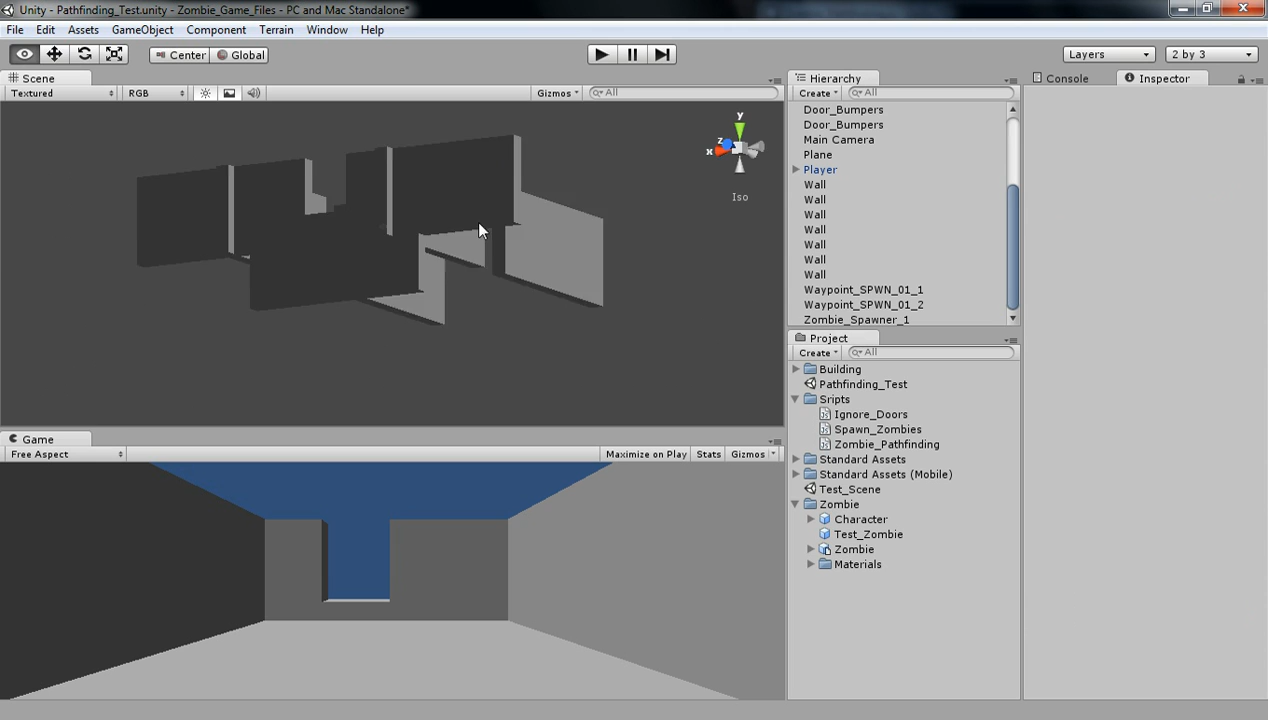 Unity - Pathfinding_Test.unity - Zombie_Game_Files - PC and Mac Standalone*
File Edit Assets GameObject Component Terrain Window Help
Center Global Layers 2 by 3
Scene
Textured RGB Gizmos All
y
z
x
Iso
Game
Free Aspect Maximize on Play Stats Gizmos
Hierarchy
Create All
Door_Bumpers
Door_Bumpers
Main Camera
Plane
Player
Wall
Wall
Wall
Wall
Wall
Wall
Wall
Waypoint_SPWN_01_1
Waypoint_SPWN_01_2
Zombie_Spawner_1
Project
Create All
Building
Pathfinding_Test
Sripts
Ignore_Doors
Spawn_Zombies
Zombie_Pathfinding
Standard Assets
Standard Assets (Mobile)
Test_Scene
Zombie
Character
Test_Zombie
Zombie
Materials
Console Inspector